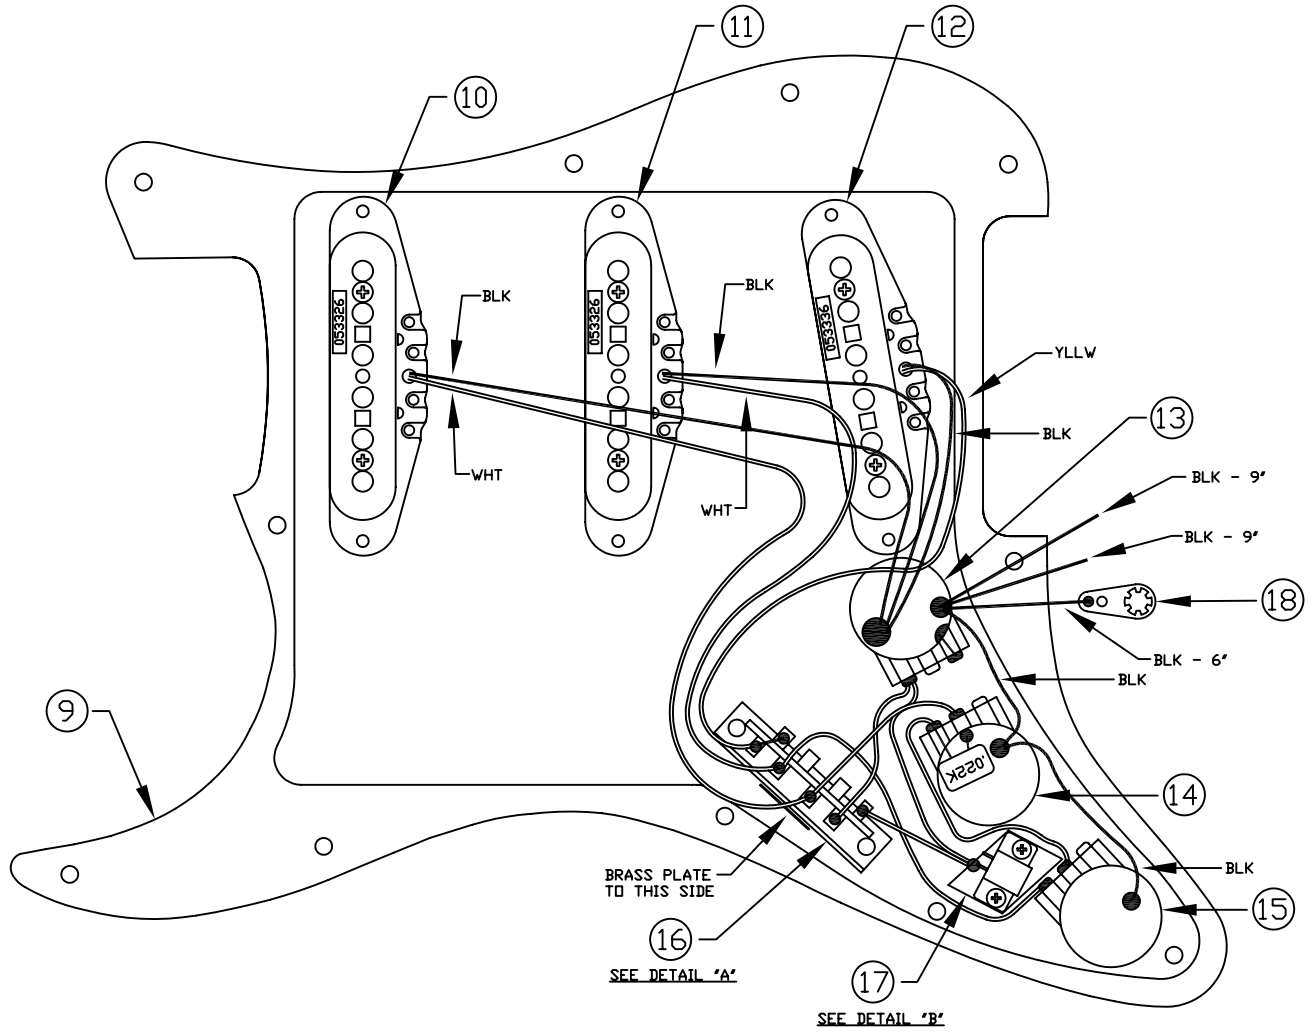 11
12
10
BLK
BLK
053326
053326
053336
YLLW
13
BLK
WHT
BLK - 9"
WHT
BLK - 9"
18
BLK - 6"
BLK
9
.022K
14
BRASS PLATE
TO THIS SIDE
BLK
15
16
SEE DETAIL "A"
17
SEE DETAIL "B"